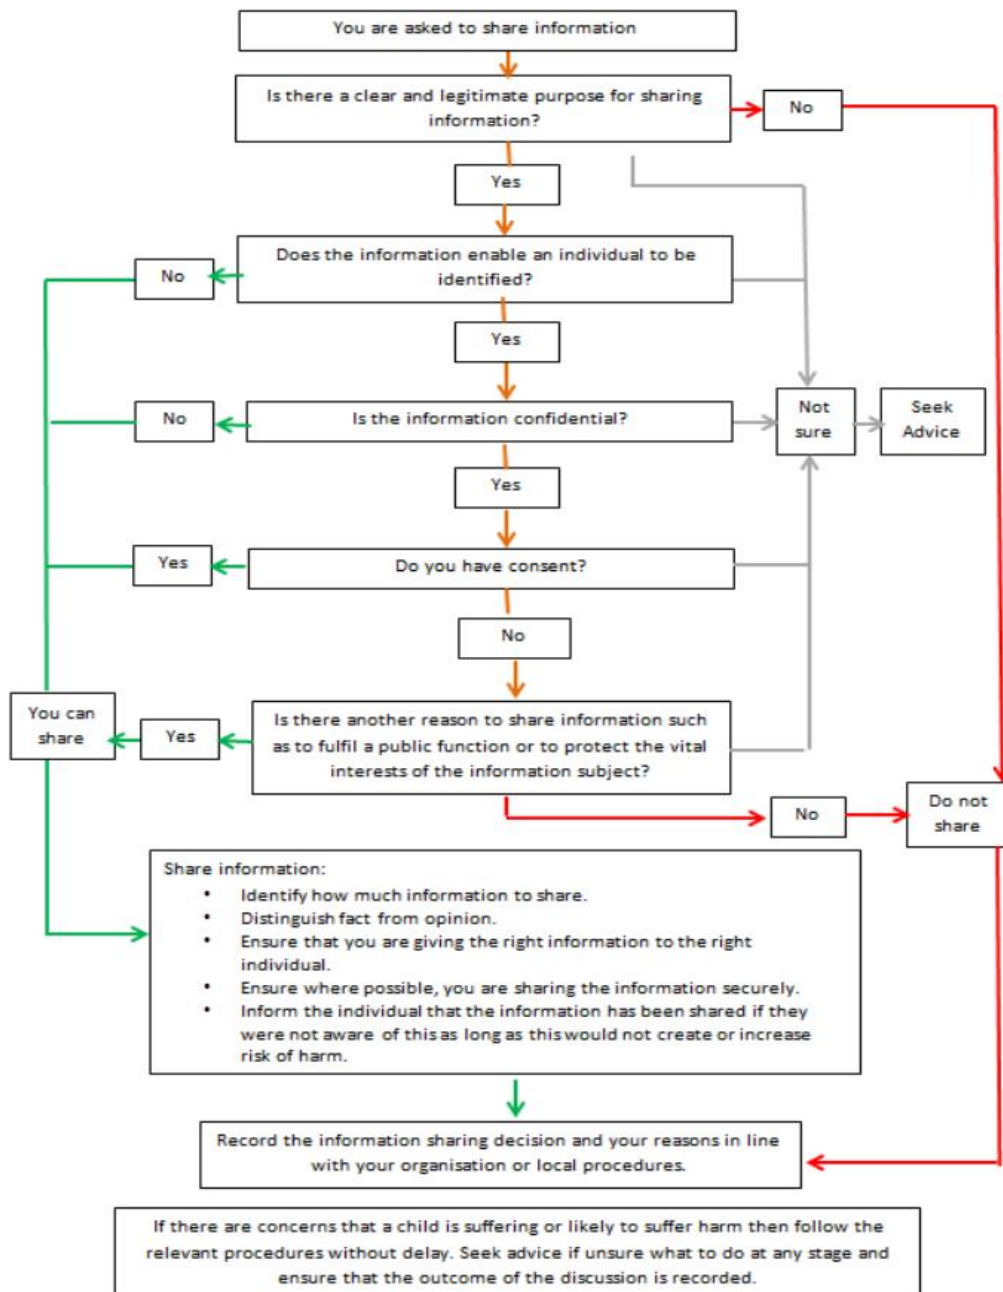 You are asked to share information
Is there a clear and legitimate purpose for sharing
information?
No
Yes
Does the information enable an individual to be
identified?
No
Yes
Is the information confidential?
No
Not
sure
Seek
Advice
Yes
Do you have consent?
Yes
No
Is there another reason to share information such
as to fulfil a public function or to protect the vital
interests of the information subject?
Yes
You can
share
No
Do not
share
Share information:
• Identify how much information to share.
• Distinguish fact from opinion.
• Ensure that you are giving the right information to the right
individual.
• Ensure where possible, you are sharing the information securely.
• Inform the individual that the information has been shared if they
were not aware of this as long as this would not create or increase
risk of harm.
Record the information sharing decision and your reasons in line
with your organisation or local procedures.
If there are concerns that a child is suffering or likely to suffer harm then follow the
relevant procedures without delay. Seek advice if unsure what to do at any stage and
ensure that the outcome of the discussion is recorded.